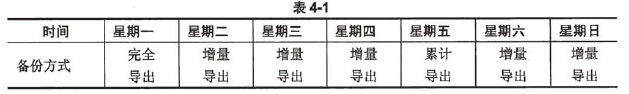 表 4-1
时间 星期一 星期二 星期三 星期四 星期五 星期六 星期日
备份方式 完全 增量 增量 增量 累计 增量 增量
导出 导出 导出 导出 导出 导出 导出